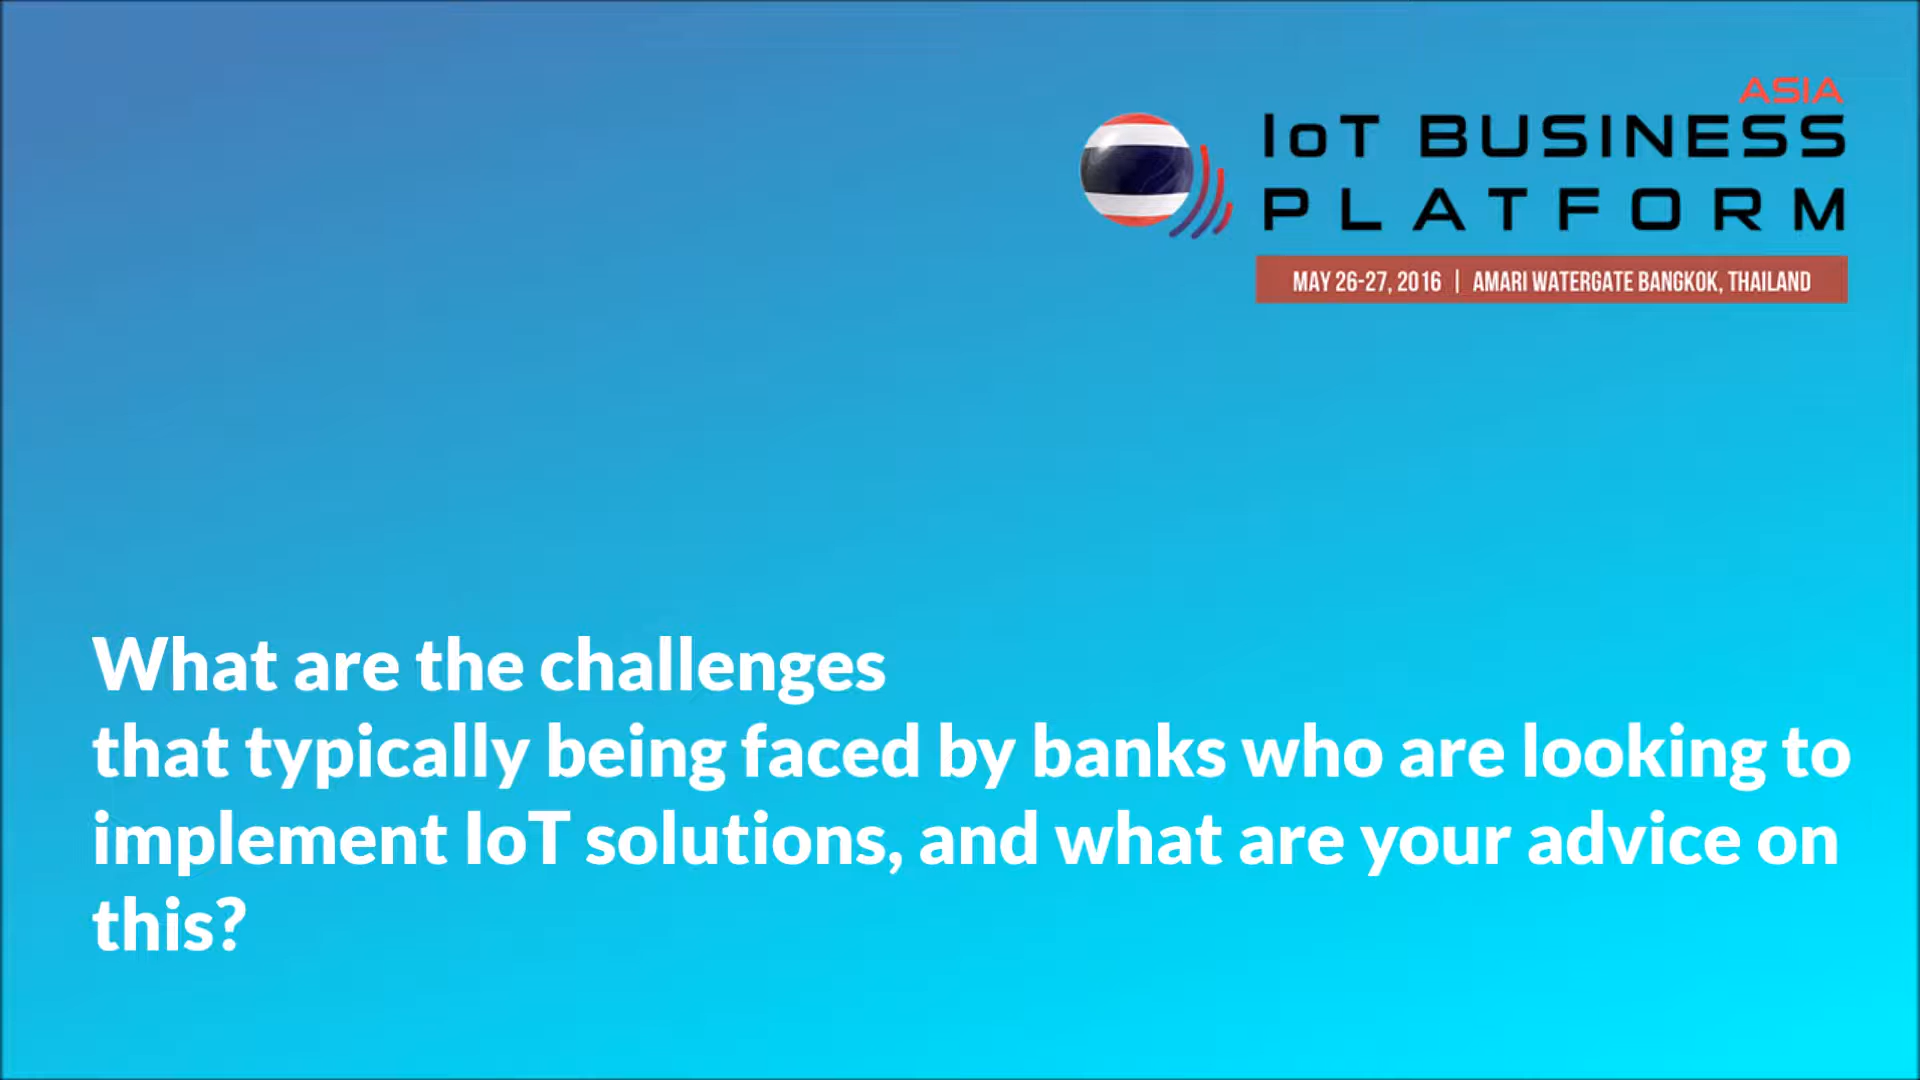 ASIA
IoT BUSINESS
PLATFORM
MAY 26-27, 2016 | AMARI WATERGATE BANGKOK, THAILAND
What are the challenges
that typically being faced by banks who are looking to
implement IoT solutions, and what are your advice on
this?